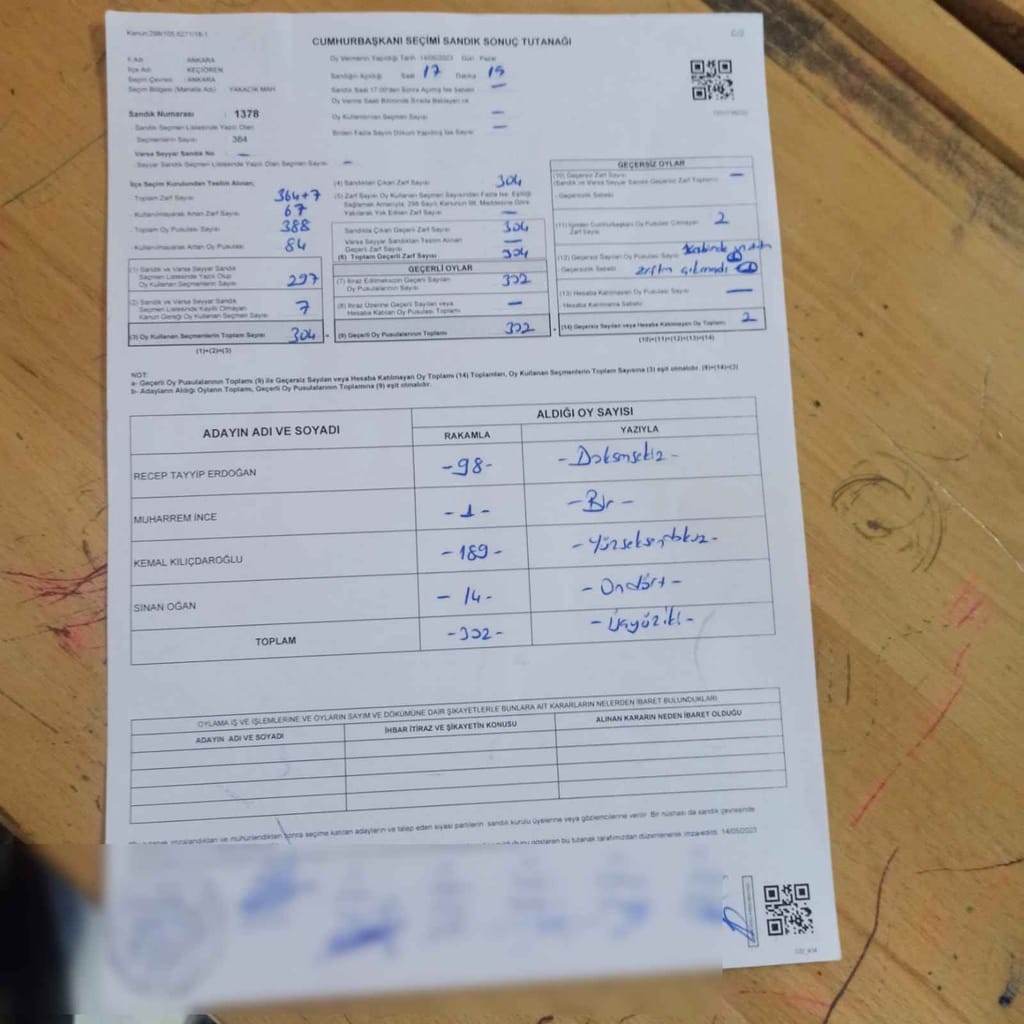 Kanun:298/105,6271/18-1
CUMHURBAŞKANI SEÇİMİ SANDIK SONUÇ TUTANAĞI
İl Adı : ANKARA
İlçe Adı : KEÇİÖREN
Seçim Çevresi : ANKARA
Seçim Bölgesi (Mahalle Adı) : YAKACIK MAH.
Sandık Numarası : 1378
Sandık Seçmen Listesinde Yazılı Olan
Seçmenlerin Sayısı : 364
Varsa Seyyar Sandık No —
Seyyar Sandık Seçmen Listesinde Yazılı Olan Seçmen Sayısı —
Oy Vermenin Yapıldığı Tarih 14/05/2023 Gün Pazar
Sandığın Açıldığı Saat 17 Dakika 15
Sandık Saat 17.00'den Sonra Açılmış İse Sebebi —
Oy Verme Saati Bitiminde Sırada Bekleyen ve
Oy Kullandırılan Seçmen Sayısı —
Birden Fazla Sayım Döküm Yapılmış İse Sayısı —
İlçe Seçim Kurulundan Teslim Alınan;
- Toplam Zarf Sayısı 364+7
- Kullanılmayarak Artan Zarf Sayısı 67
- Toplam Oy Pusulası Sayısı 388
- Kullanılmayarak Artan Oy Pusulası 84
(1) Sandık ve Varsa Seyyar Sandık
Seçmen Listesinde Yazılı Olup
Oy Kullanan Seçmenlerin Sayısı 297
(2) Sandık ve Varsa Seyyar Sandık
Seçmen Listesinde Kayıtlı Olmayan
Kanun Gereği Oy Kullanan Seçmen Sayısı 7
(3) Oy Kullanan Seçmenlerin Toplam Sayısı 304
(1)+(2)=(3)
(4) Sandıktan Çıkan Zarf Sayısı 304
(5) Zarf Sayısı Oy Kullanan Seçmen Sayısından Fazla İse, Eşitliği
Sağlamak Amacıyla, 298 Sayılı Kanunun 98. Maddesine Göre
Yakılarak Yok Edilen Zarf Sayısı —
Sandıkta Çıkan Geçerli Zarf Sayısı 304
Varsa Seyyar Sandıktan Teslim Alınan
Geçerli Zarf Sayısı —
(6) Toplam Geçerli Zarf Sayısı 304
GEÇERLİ OYLAR
(7) İtiraz Edilmeksizin Geçerli Sayılan
Oy Pusulalarının Sayısı 302
(8) İtiraz Üzerine Geçerli Sayılan veya
Hesaba Katılan Oy Pusulası Toplamı —
(9) Geçerli Oy Pusulalarının Toplamı 302
GEÇERSİZ OYLAR
(10) Geçersiz Zarf Sayısı —
(Sandık ve Varsa Seyyar Sandık Geçersiz Zarf Toplamı)
Geçersizlik Sebebi
(11) İçinden Cumhurbaşkanı Oy Pusulası Çıkmayan
Zarf Sayısı 2
(12) Geçersiz Oy Pusulası Sayısı
Geçersizlik Sebebi zarftan çıkmadı
(13) Hesaba Katılmayan Oy Pusulası Sayısı —
Hesaba Katılmama Sebebi
(14) Geçersiz Sayılan veya Hesaba Katılmayan Oy Toplamı 2
(10)+(11)+(12)+(13)=(14)
NOT:
a- Geçerli Oy Pusulalarının Toplamı (9) ile Geçersiz Sayılan veya Hesaba Katılmayan Oy Toplamı (14) Toplamları, Oy Kullanan Seçmenlerin Toplam Sayısına (3) eşit olmalıdır. (9)+(14)=(3)
b- Adayların Aldığı Oyların Toplamı, Geçerli Oy Pusulalarının Toplamına (9) eşit olmalıdır.
ADAYIN ADI VE SOYADI
ALDIĞI OY SAYISI
RAKAMLA YAZIYLA
RECEP TAYYİP ERDOĞAN -98- -Doksansekiz-
MUHARREM İNCE -1- -Bir-
KEMAL KILIÇDAROĞLU -189- -Yüzseksendokuz-
SİNAN OĞAN -14- -Ondört-
TOPLAM -302- -Üçyüziki-
OYLAMA İŞ VE İŞLEMLERİNE VE OYLARIN SAYIM VE DÖKÜMÜNE DAİR ŞİKAYETLERLE BUNLARA AİT KARARLARIN NELERDEN İBARET BULUNDUKLARI
ADAYIN ADI VE SOYADI İHBAR İTİRAZ VE ŞİKAYETİN KONUSU ALINAN KARARIN NEDEN İBARET OLDUĞU
imzalandıktan ve mühürlendikten sonra seçime katılan adayların ve talep eden siyasi partilerin sandık kurulu üyelerine veya gözlemcilerine verilir. Bir nüshası da sandık çevresinde
gösteren bu tutanak tarafımızdan düzenlenerek imzaedildi. 14/05/2023